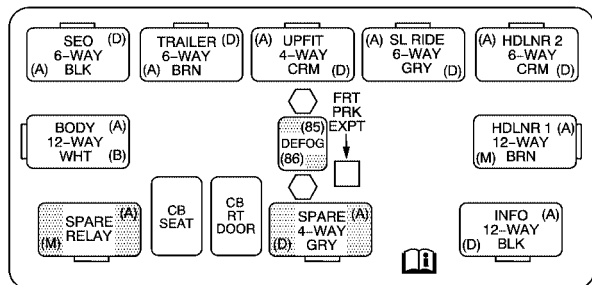 SEO (D)
6-WAY
(A) BLK
TRAILER (D)
6-WAY
(A) BRN
(A) UPFIT
4-WAY
CRM (D)
(A) SL RIDE
6-WAY
GRY (D)
(A) HDLNR 2
6-WAY
CRM (D)
BODY (A)
12-WAY
WHT (B)
(85)
DEFOG
(86)
FRT
PRK
EXPT
HDLNR 1 (A)
12-WAY
(M) BRN
SPARE (A)
(M) RELAY
CB
SEAT
CB
RT
DOOR
SPARE (A)
4-WAY
(D) GRY
INFO (A)
12-WAY
(D) BLK
i